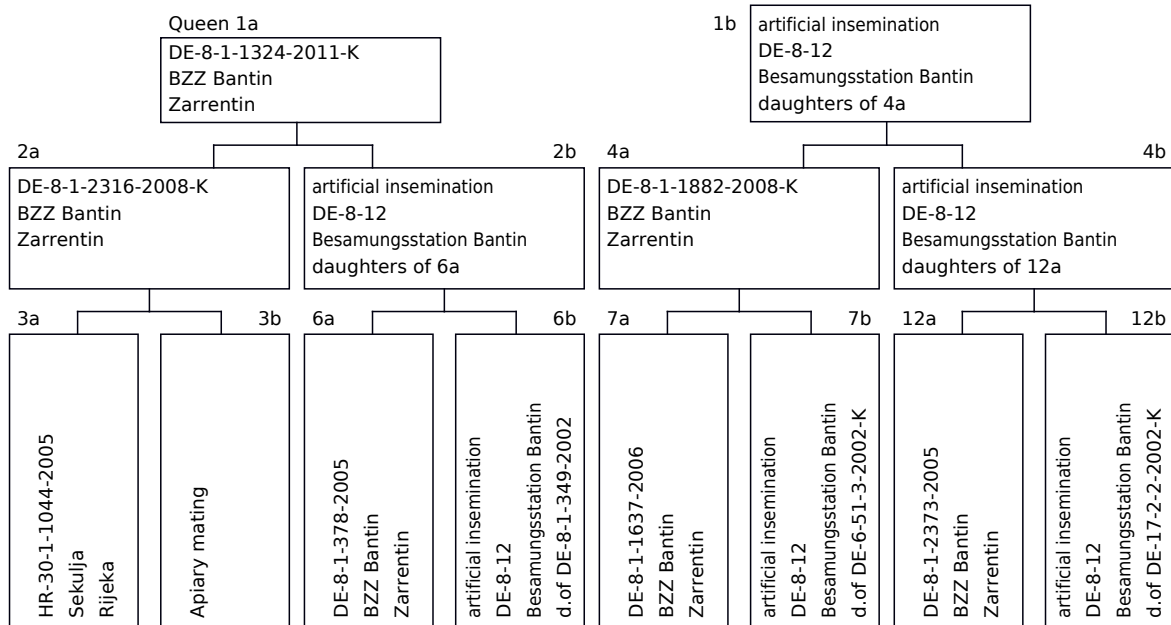 Queen 1a
DE-8-1-1324-2011-K
BZZ Bantin
Zarrentin
1b
artificial insemination
DE-8-12
Besamungsstation Bantin
daughters of 4a
2a
DE-8-1-2316-2008-K
BZZ Bantin
Zarrentin
2b
artificial insemination
DE-8-12
Besamungsstation Bantin
daughters of 6a
4a
DE-8-1-1882-2008-K
BZZ Bantin
Zarrentin
4b
artificial insemination
DE-8-12
Besamungsstation Bantin
daughters of 12a
3a
HR-30-1-1044-2005
Sekulja
Rijeka
3b
Apiary mating
6a
DE-8-1-378-2005
BZZ Bantin
Zarrentin
6b
artificial insemination
DE-8-12
Besamungsstation Bantin
d.of DE-8-1-349-2002
7a
DE-8-1-1637-2006
BZZ Bantin
Zarrentin
7b
artificial insemination
DE-8-12
Besamungsstation Bantin
d.of DE-6-51-3-2002-K
12a
DE-8-1-2373-2005
BZZ Bantin
Zarrentin
12b
artificial insemination
DE-8-12
Besamungsstation Bantin
d.of DE-17-2-2-2002-K